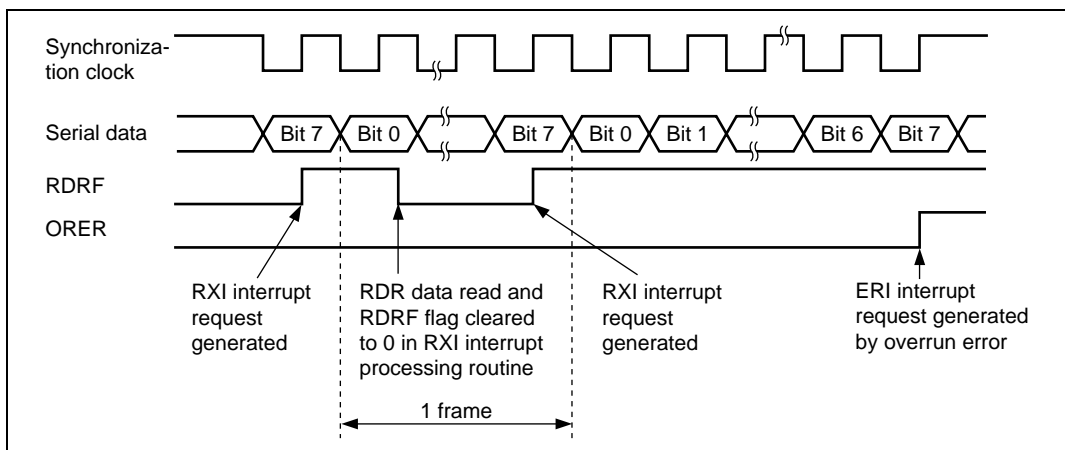 Synchroniza-
tion clock
Serial data
Bit 7
Bit 0
Bit 7
Bit 0
Bit 1
Bit 6
Bit 7
RDRF
ORER
RXI interrupt
request
generated
RDR data read and
RDRF flag cleared
to 0 in RXI interrupt
processing routine
RXI interrupt
request
generated
ERI interrupt
request generated
by overrun error
1 frame